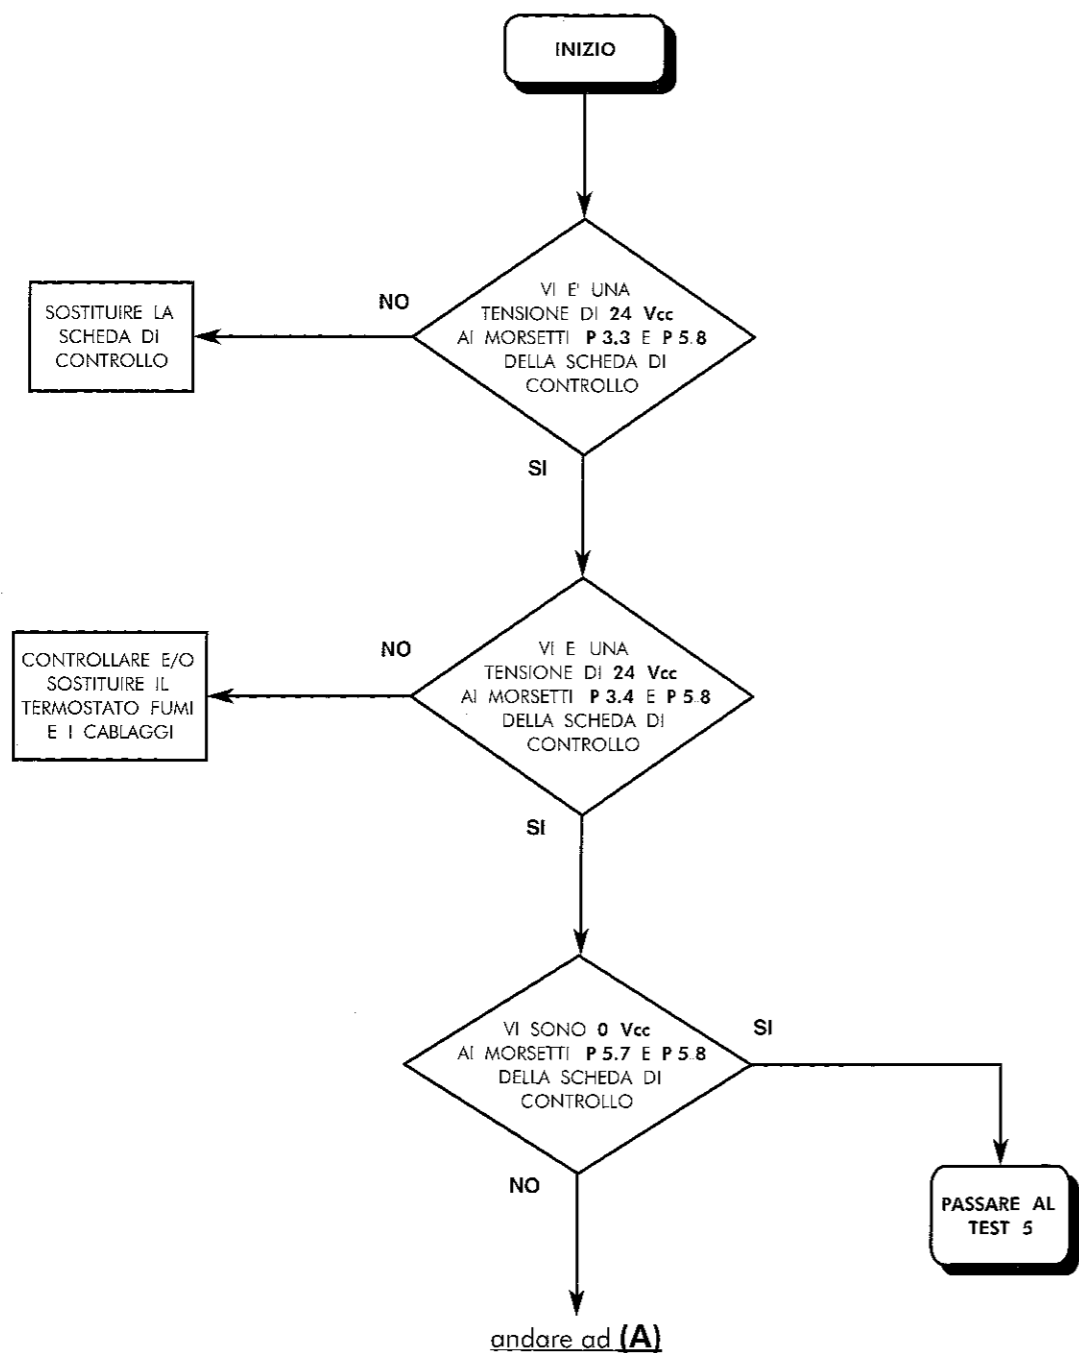 INIZIO
NO
VI E' UNA
TENSIONE DI 24 Vcc
AI MORSETTI P 3.3 E P 5.8
DELLA SCHEDA DI
CONTROLLO
SOSTITUIRE LA
SCHEDA DI
CONTROLLO
SI
NO
VI E UNA
TENSIONE DI 24 Vcc
AI MORSETTI P 3.4 E P 5.8
DELLA SCHEDA DI
CONTROLLO
CONTROLLARE E/O
SOSTITUIRE IL
TERMOSTATO FUMI
E I CABLAGGI
SI
VI SONO 0 Vcc
AI MORSETTI P 5.7 E P 5.8
DELLA SCHEDA DI
CONTROLLO
SI
NO
PASSARE AL
TEST 5
andare ad (A)